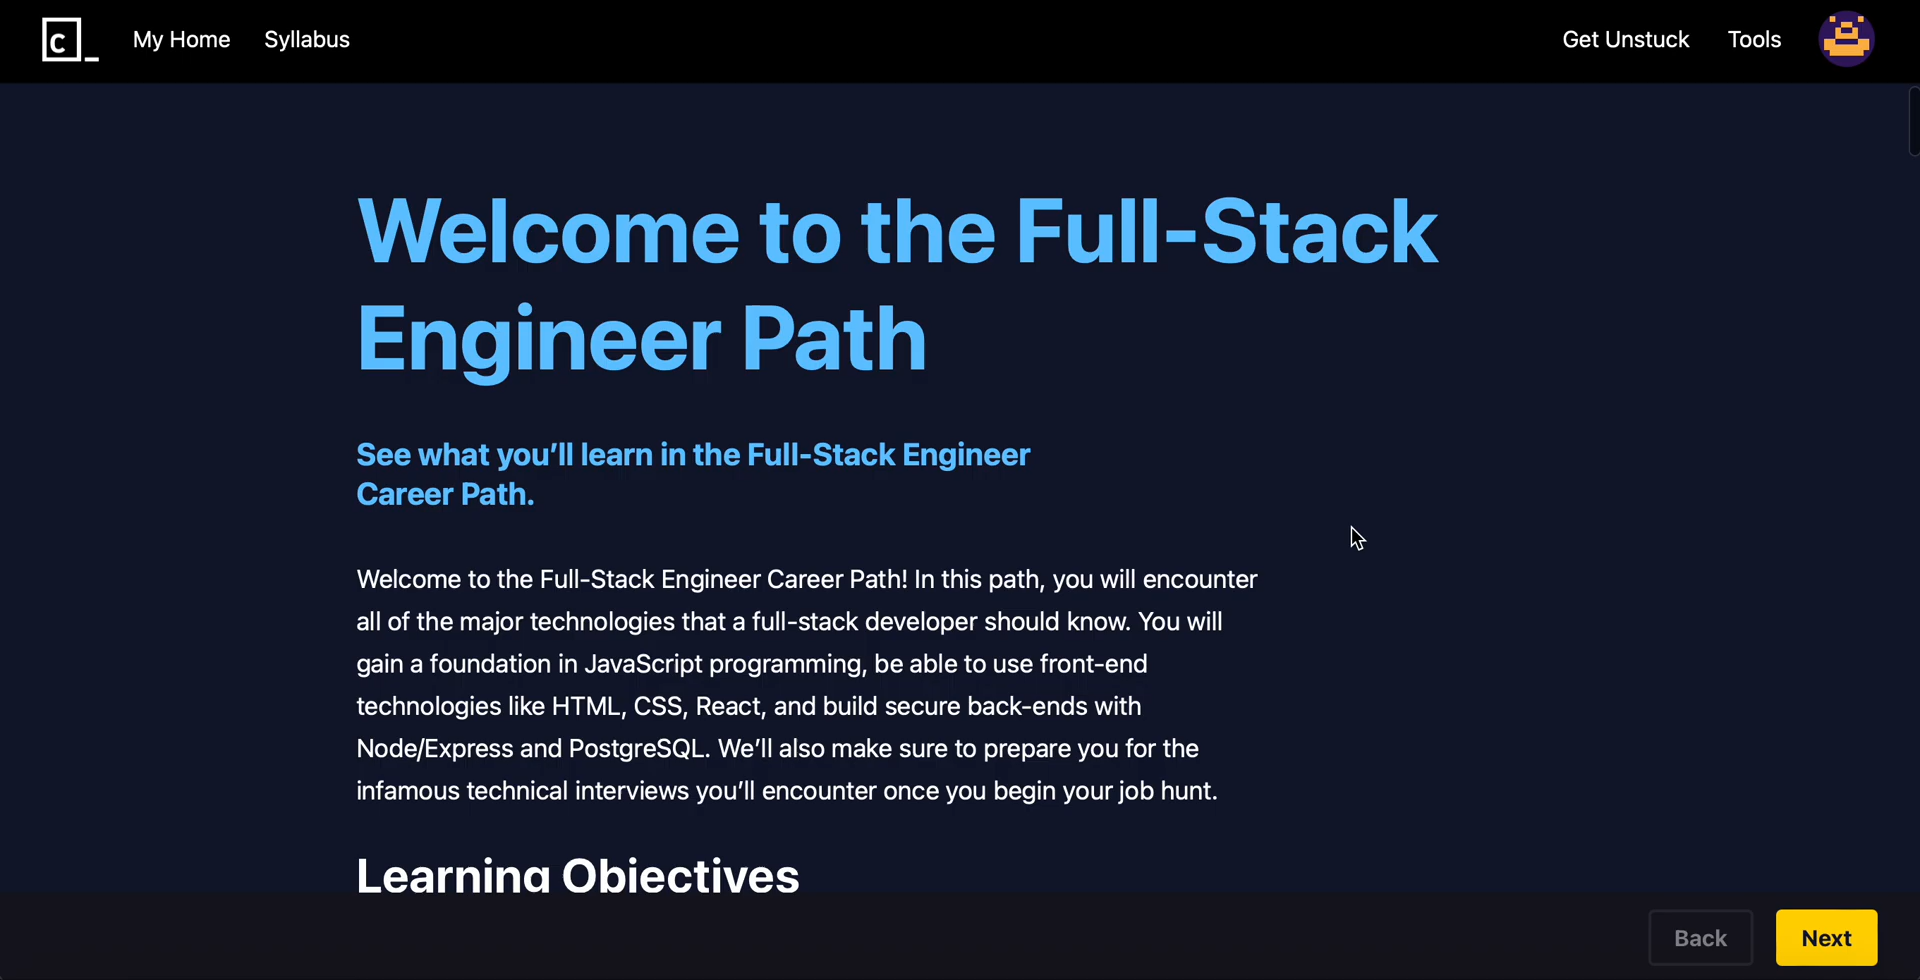 c_
My Home
Syllabus
Get Unstuck
Tools
Welcome to the Full-Stack
Engineer Path
See what you’ll learn in the Full-Stack Engineer
Career Path.
Welcome to the Full-Stack Engineer Career Path! In this path, you will encounter
all of the major technologies that a full-stack developer should know. You will
gain a foundation in JavaScript programming, be able to use front-end
technologies like HTML, CSS, React, and build secure back-ends with
Node/Express and PostgreSQL. We’ll also make sure to prepare you for the
infamous technical interviews you’ll encounter once you begin your job hunt.
Learning Objectives
Back
Next